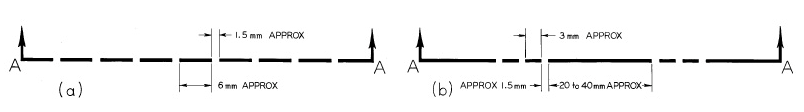 1.5 mm APPROX
3 mm APPROX
A
A
A
A
(a)
6 mm APPROX
(b)
APPROX 1.5 mm
20 to 40 mm APPROX